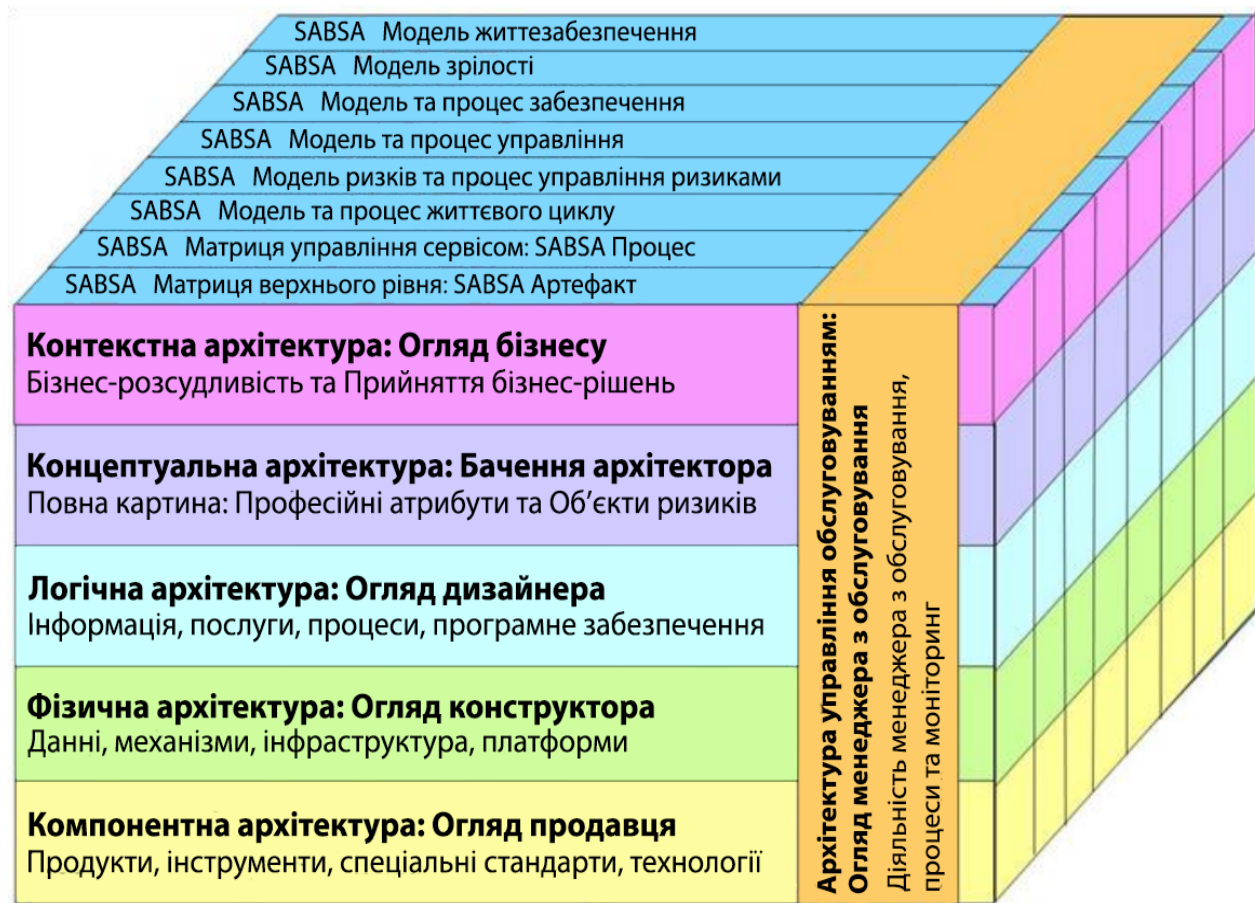 SABSA Модель життезабезпечення
SABSA Модель зрілості
SABSA Модель та процес забезпечення
SABSA Модель та процес управління
SABSA Модель ризків та процес управління ризиками
SABSA Модель та процес життєвого циклу
SABSA Матриця управління сервісом: SABSA Процес
SABSA Матриця верхнього рівня: SABSA Артефакт
Контекстна архітектура: Огляд бізнесу
Бізнес-розсудливість та Прийняття бізнес-рішень
Концептуальна архітектура: Бачення архітектора
Повна картина: Професійні атрибути та Об’єкти ризиків
Логічна архітектура: Огляд дизайнера
Інформація, послуги, процеси, програмне забезпечення
Фізична архітектура: Огляд конструктора
Данні, механізми, інфраструктура, платформи
Компонентна архітектура: Огляд продавця
Продукти, інструменти, спеціальні стандарти, технології
Архітектура управління обслуговуванням:
Огляд менеджера з обслуговування
Діяльність менеджера з обслуговування,
процеси та моніторинг